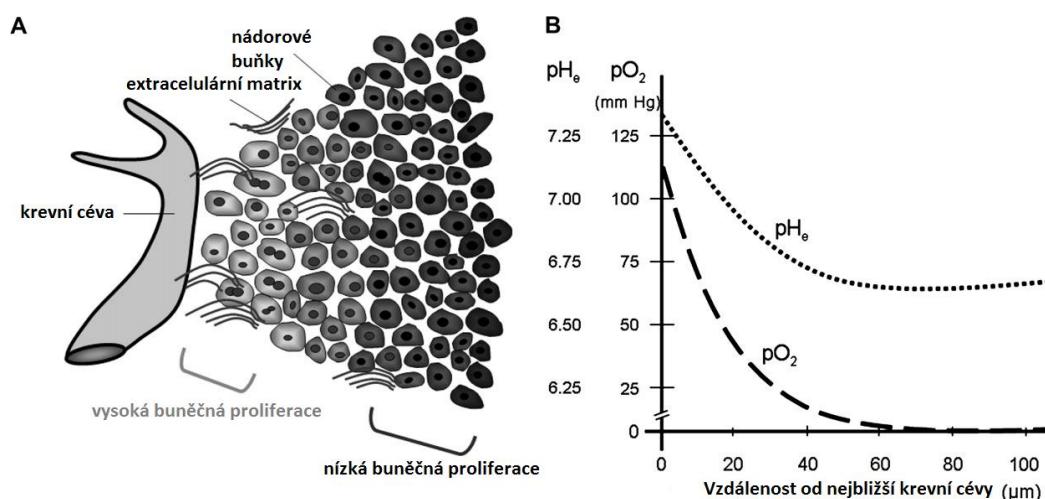 A
nádorové
buňky
extracelulární matrix
krevní céva
vysoká buněčná proliferace
nízká buněčná proliferace
B
pHe pO2
(mm Hg)
7.25 125
7.00 100
6.75 75
6.50 50
6.25 25
0
pHe
pO2
0 20 40 60 80 100 (µm)
Vzdálenost od nejbližší krevní cévy